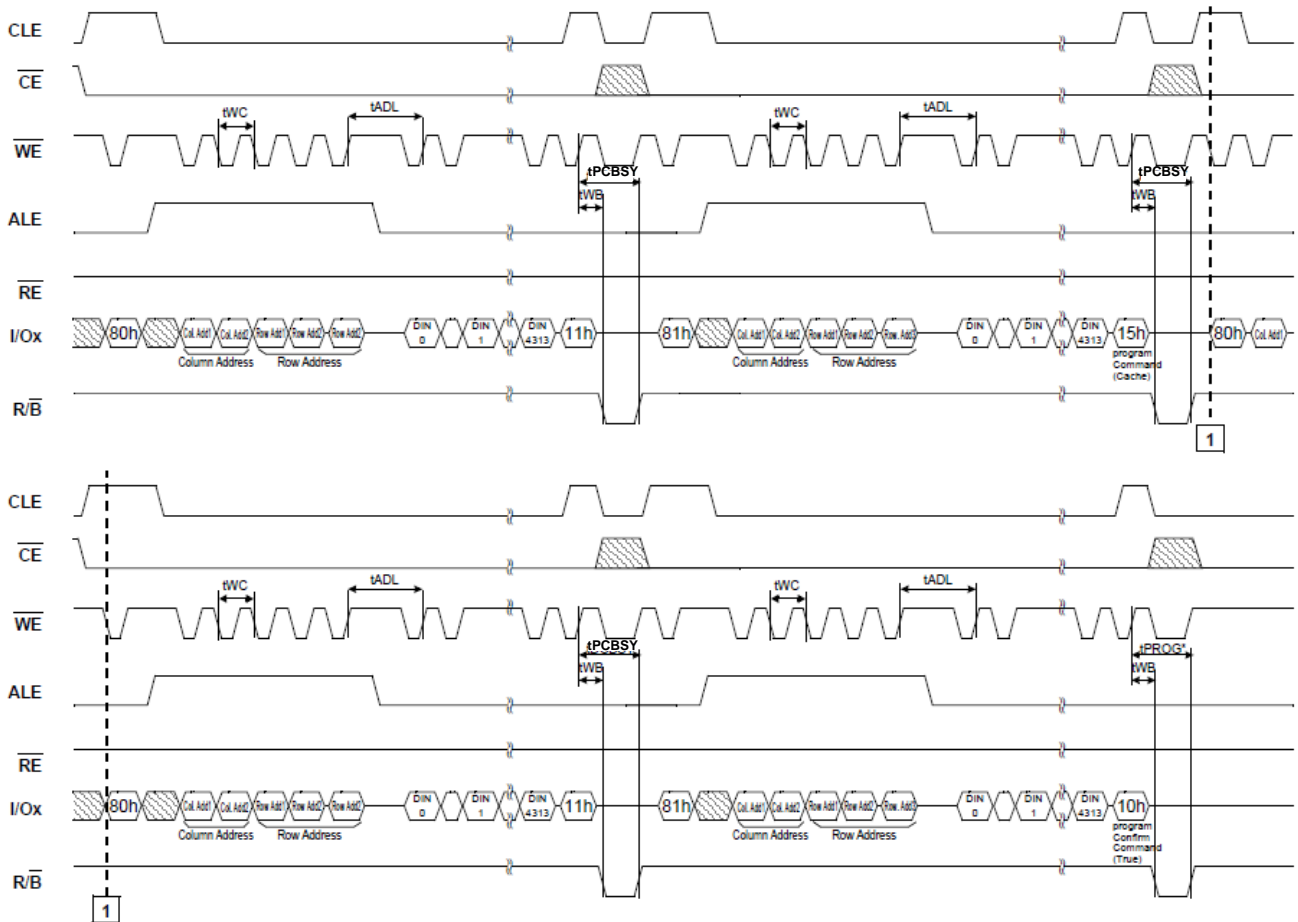 CLE
CE
tWC
tADL
tWC
tADL
WE
tPCBSY
tPCBSY
tWB
tWB
ALE
RE
I/Ox
80h
Col. Add1
Col. Add2
Row Add1
Row Add2
Row Add2
DIN 0
DIN 1
DIN 4313
11h
81h
Col. Add1
Col. Add2
Row Add1
Row Add2
Row. Add3
DIN 0
DIN 1
DIN 4313
15h
80h
Col. Add1
Column Address
Row Address
Column Address
Row Address
program
Command
(Cache)
R/B
1
CLE
CE
tWC
tADL
tWC
tADL
WE
tPCBSY
tPROG*
tWB
tWB
ALE
RE
I/Ox
80h
Col. Add1
Col. Add2
Row Add1
Row Add2
Row Add2
DIN 0
DIN 1
DIN 4313
11h
81h
Col. Add1
Col. Add2
Row Add1
Row Add2
Row. Add3
DIN 0
DIN 1
DIN 4313
10h
Column Address
Row Address
Column Address
Row Address
program
Confirm
Command
(True)
R/B
1